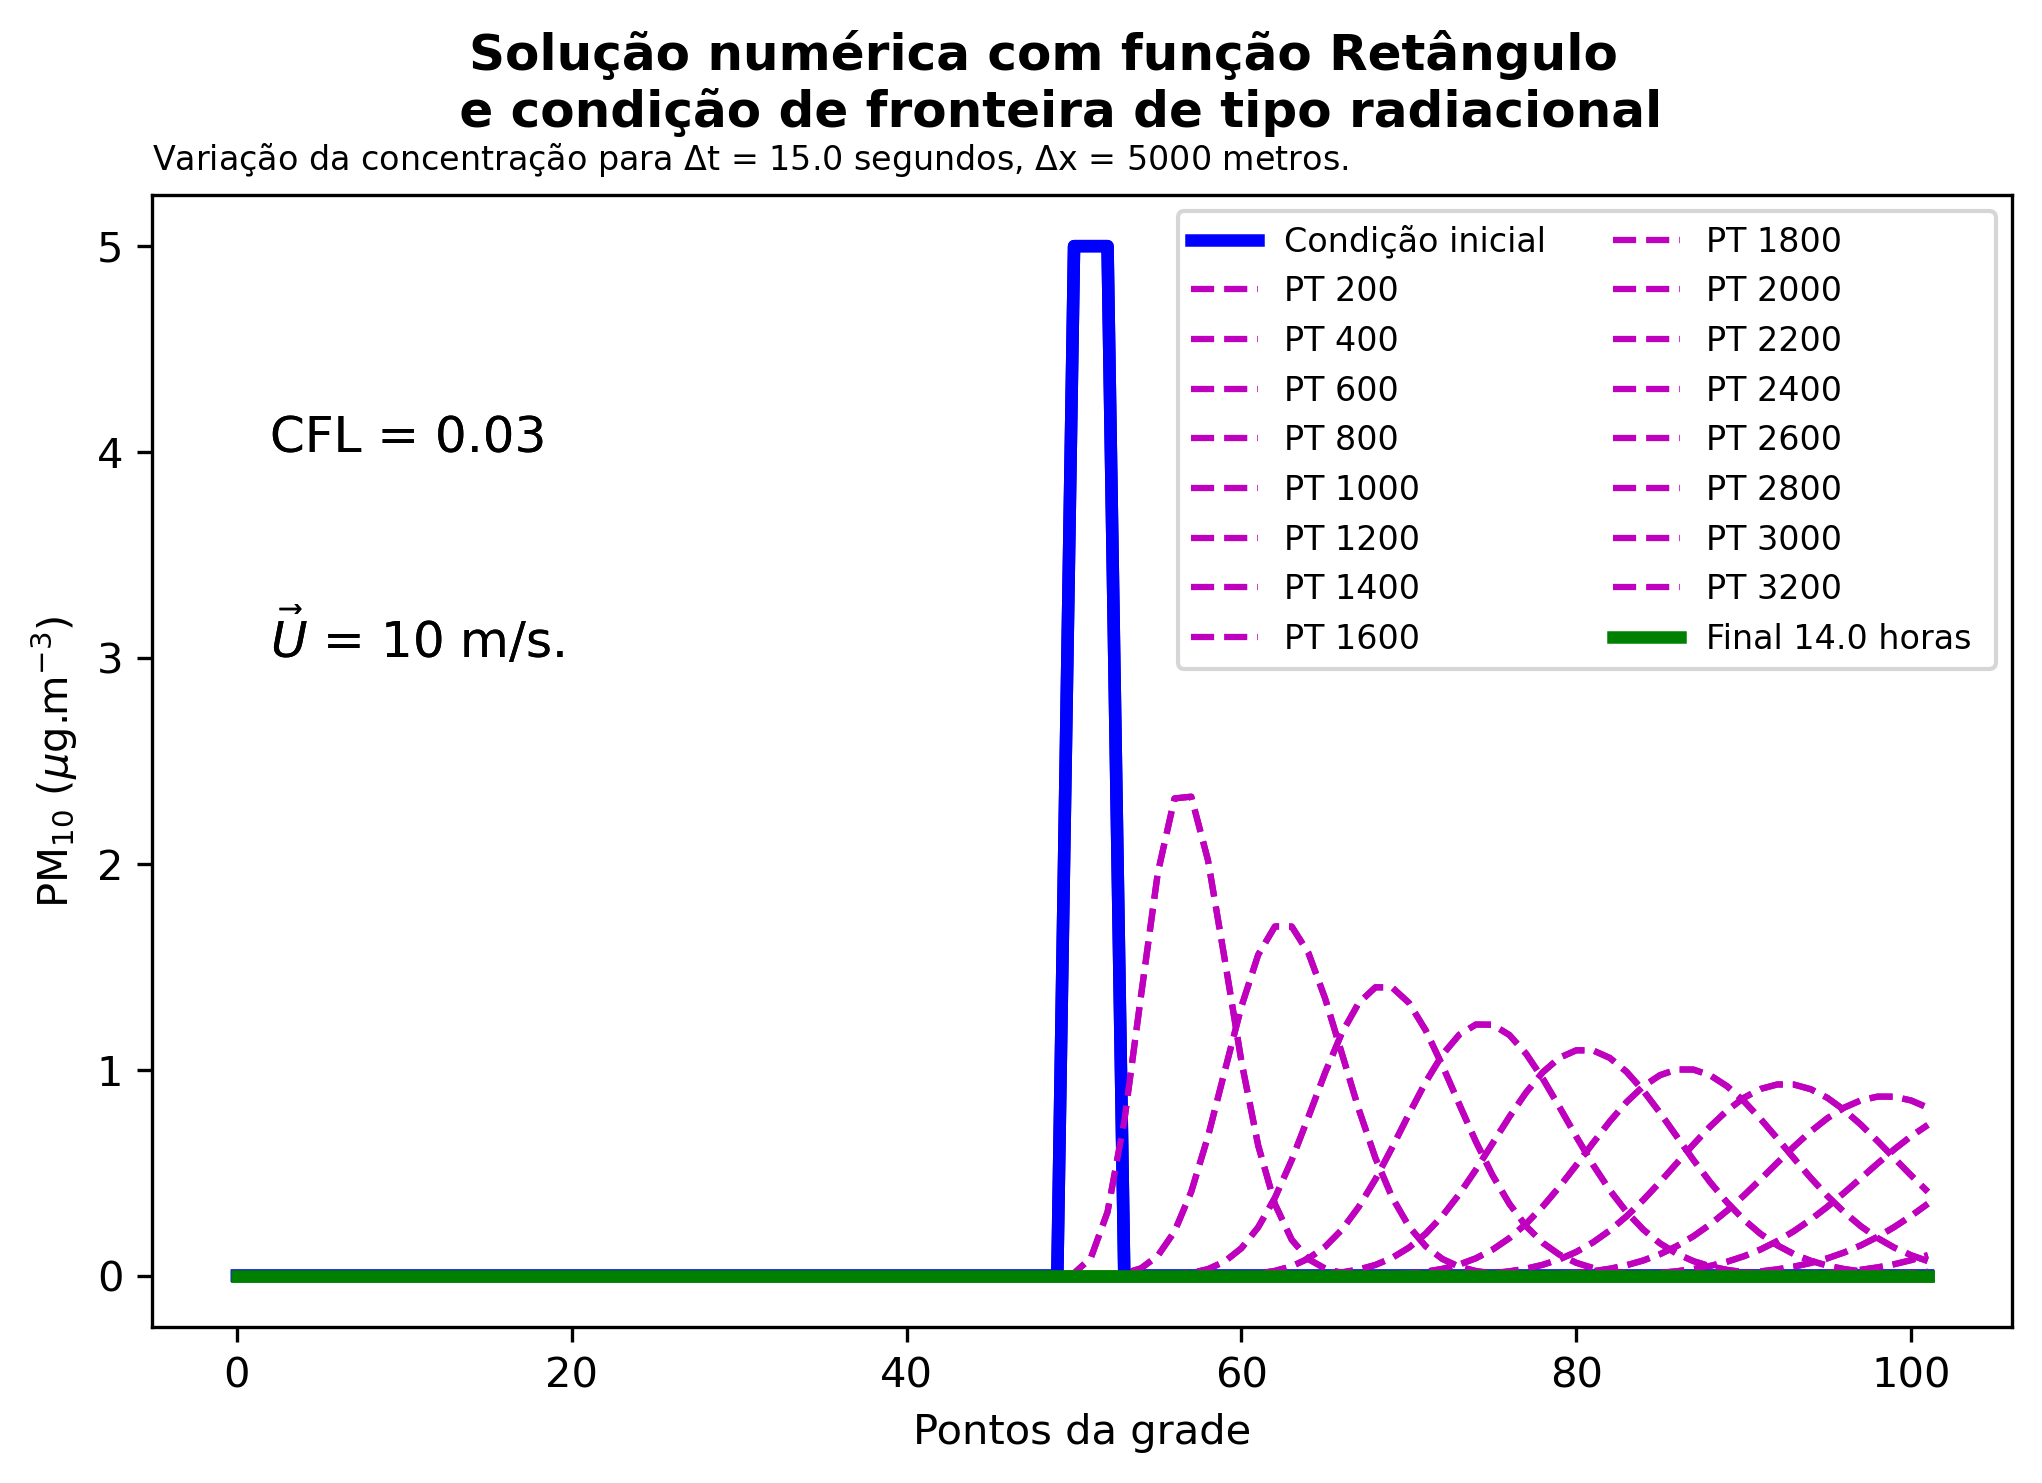 Solução numérica com função Retângulo
e condição de fronteira de tipo radiacional
Variação da concentração para Δt = 15.0 segundos, Δx = 5000 metros.
5
4
3
2
1
0
PM₁₀ (μg.m⁻³)
CFL = 0.03
U⃗ = 10 m/s.
Condição inicial
PT 200
PT 400
PT 600
PT 800
PT 1000
PT 1200
PT 1400
PT 1600
PT 1800
PT 2000
PT 2200
PT 2400
PT 2600
PT 2800
PT 3000
PT 3200
Final 14.0 horas
0 20 40 60 80 100
Pontos da grade